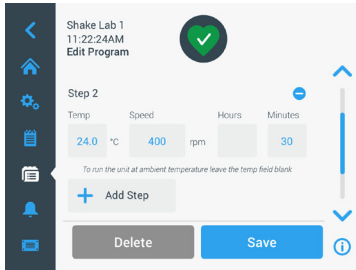 Shake Lab 1
11:22:24AM
Edit Program
Step 2
Temp Speed Hours Minutes
24.0 °C 400 rpm 30
To run the unit at ambient temperature leave the temp field blank
+ Add Step
Delete Save